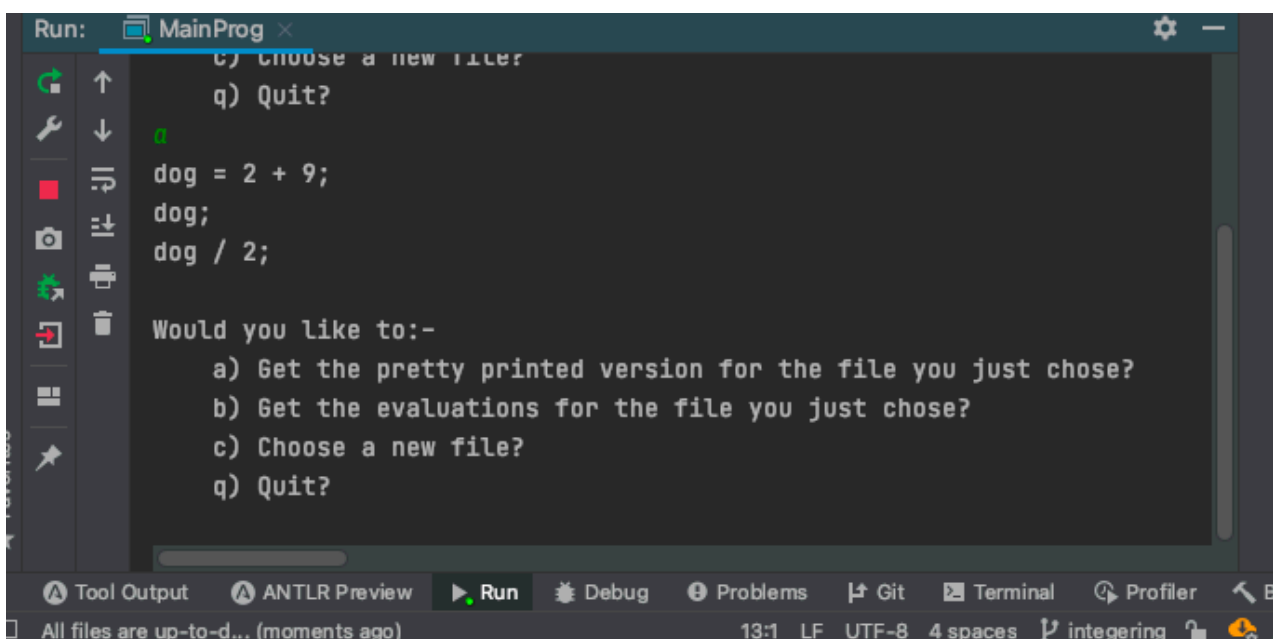 Run: MainProg
c) Choose a new file?
q) Quit?
a
dog = 2 + 9;
dog;
dog / 2;
Would you like to:-
a) Get the pretty printed version for the file you just chose?
b) Get the evaluations for the file you just chose?
c) Choose a new file?
q) Quit?
Tool Output ANTLR Preview Run Debug Problems Git Terminal Profiler B
All files are up-to-d... (moments ago) 13:1 LF UTF-8 4 spaces integering